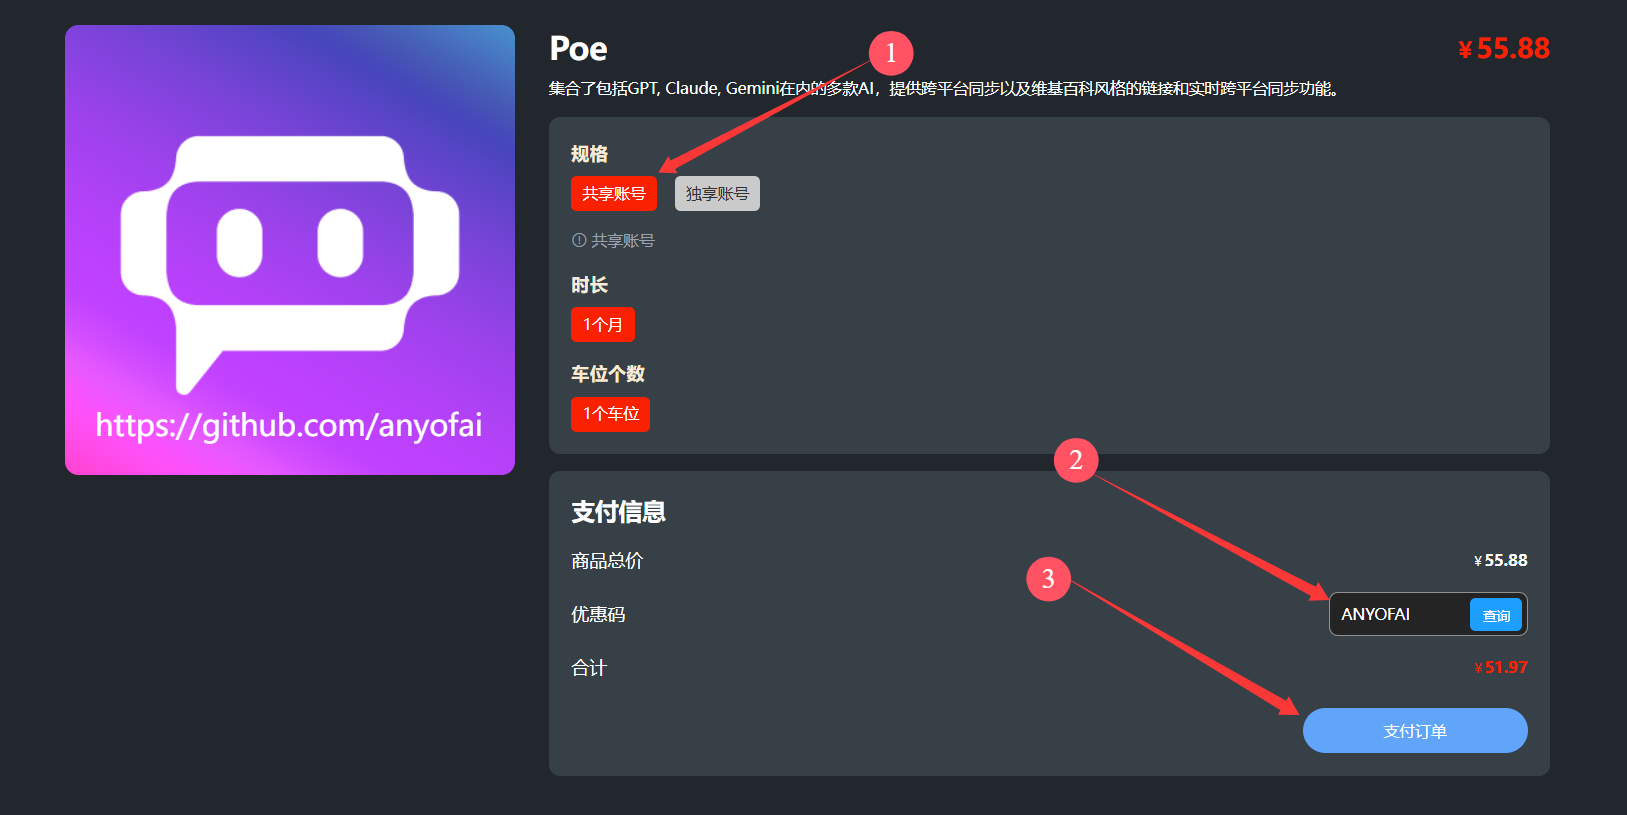 Poe
1
¥55.88
集合了包括GPT, Claude, Gemini在内的多款AI，提供跨平台同步以及维基百科风格的链接和实时跨平台同步功能。
规格
共享账号 独享账号
共享账号
时长
1个月
车位个数
1个车位
https://github.com/anyofai
2
支付信息
商品总价 ¥55.88
3
优惠码 ANYOFAI 查询
合计 ¥51.97
支付订单